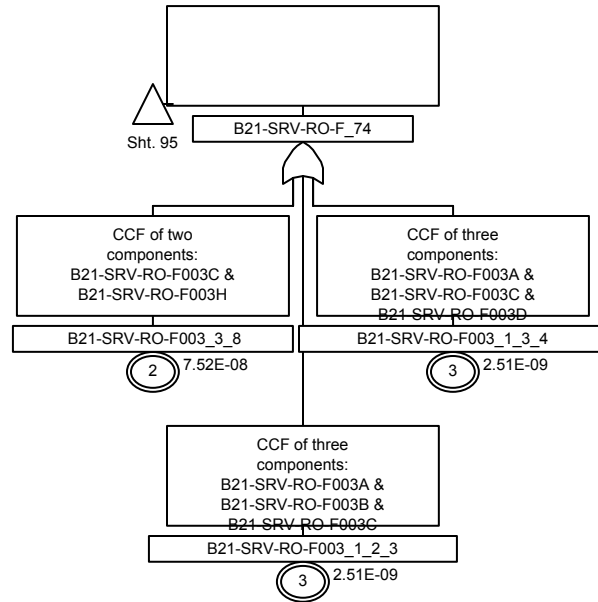 Sht. 95
B21-SRV-RO-F_74
CCF of two
components:
B21-SRV-RO-F003C &
B21-SRV-RO-F003H
B21-SRV-RO-F003_3_8
2
7.52E-08
CCF of three
components:
B21-SRV-RO-F003A &
B21-SRV-RO-F003C &
B21-SRV-RO-F003D
B21-SRV-RO-F003_1_3_4
3
2.51E-09
CCF of three
components:
B21-SRV-RO-F003A &
B21-SRV-RO-F003B &
B21-SRV-RO-F003C
B21-SRV-RO-F003_1_2_3
3
2.51E-09